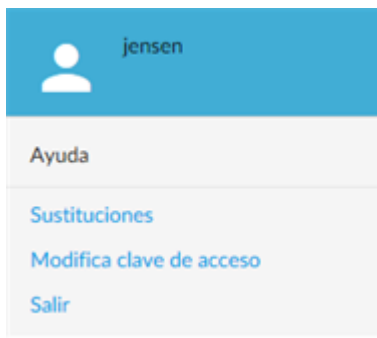 jensen
Ayuda
Sustituciones
Modifica clave de acceso
Salir